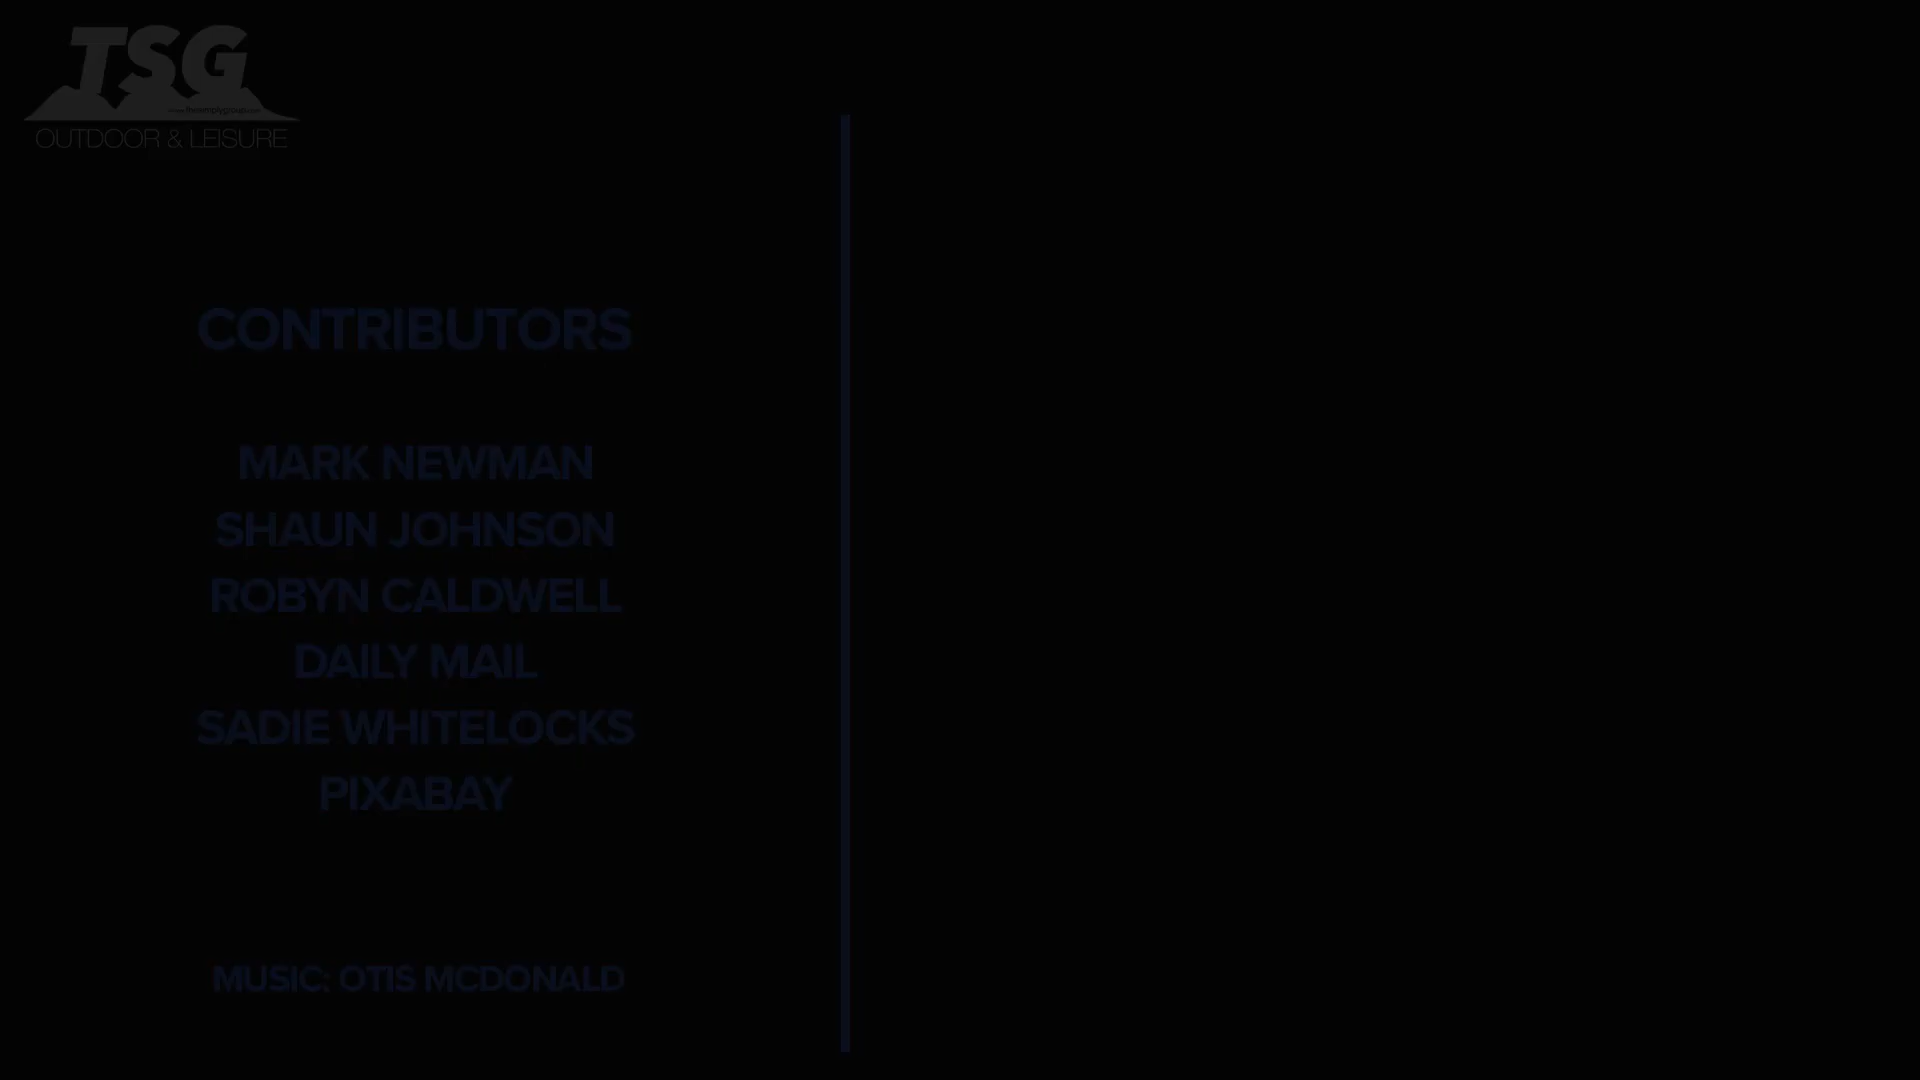 TSG
OUTDOOR & LEISURE
CONTRIBUTORS
MARK NEWMAN
SHAUN JOHNSON
ROBYN CALDWELL
DAILY MAIL
SADIE WHITELOCKS
PIXABAY
MUSIC: OTIS MCDONALD